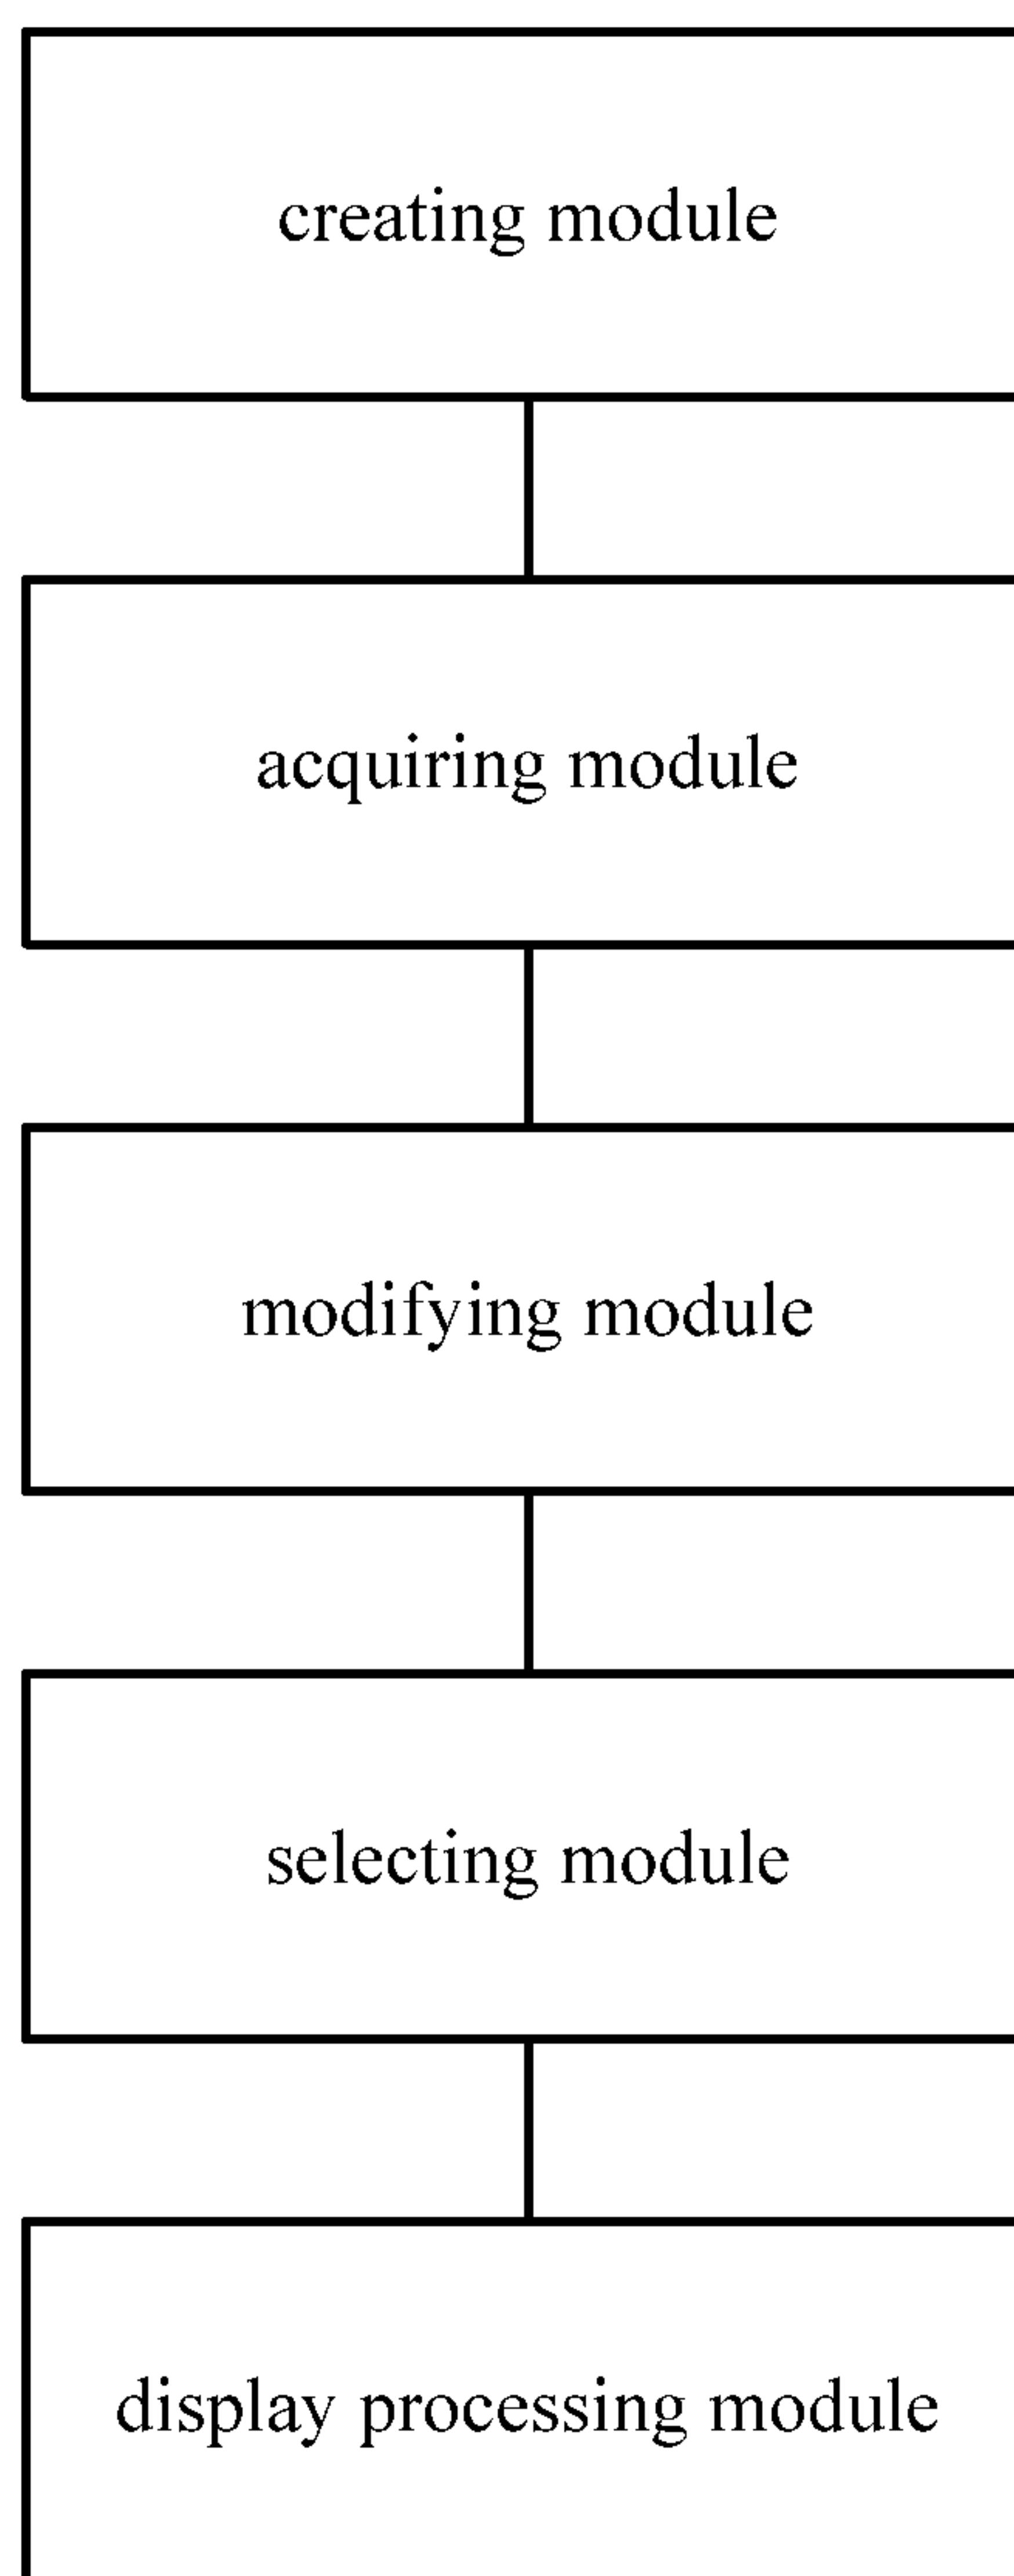 creating module
acquiring module
modifying module
selecting module
display processing module